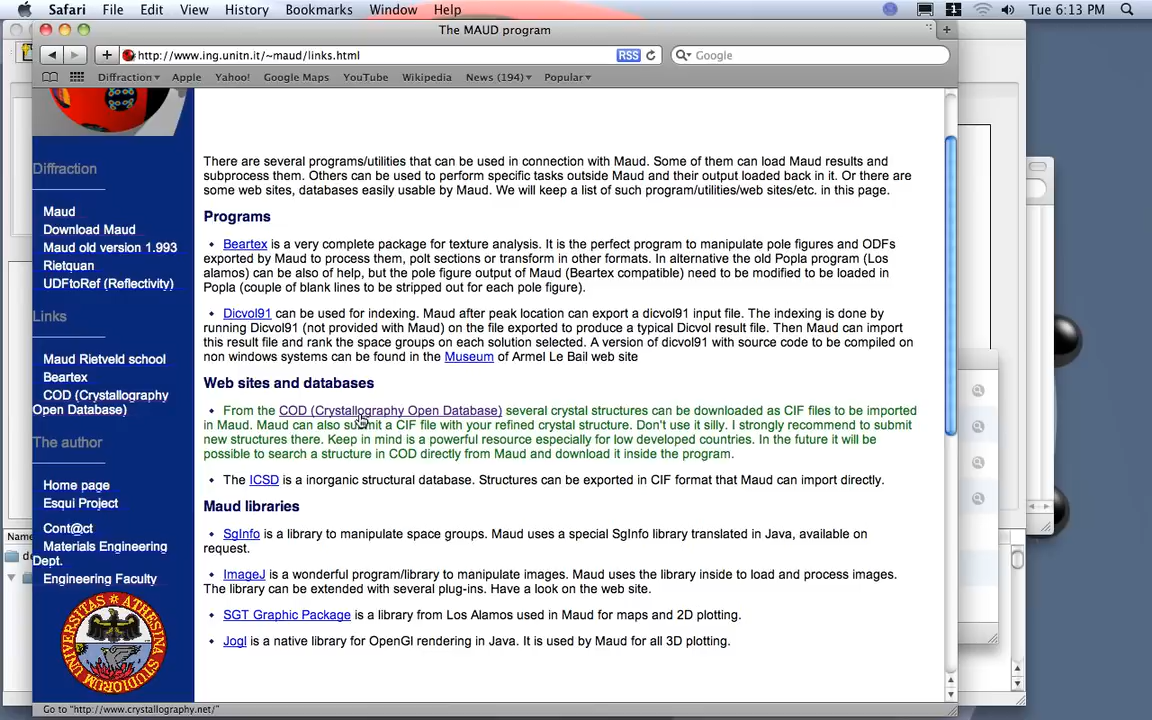 Safari File Edit View History Bookmarks Window Help
1 Tue 6:13 PM
The MAUD program
http://www.ing.unitn.it/~maud/links.html RSS
Google
Diffraction Apple Yahoo! Google Maps YouTube Wikipedia News (194) Popular
Diffraction
Maud
Download Maud
Maud old version 1.993
Rietquan
UDFtoRef (Reflectivity)
Links
Maud Rietveld school
Beartex
COD (Crystallography
Open Database)
The author
Home page
Esqui Project
Cont@ct
Materials Engineering
Dept.
Engineering Faculty
There are several programs/utilities that can be used in connection with Maud. Some of them can load Maud results and
subprocess them. Others can be used to perform specific tasks outside Maud and their output loaded back in it. Or there are
some web sites, databases easily usable by Maud. We will keep a list of such program/utilities/web sites/etc. in this page.
Programs
Beartex is a very complete package for texture analysis. It is the perfect program to manipulate pole figures and ODFs
exported by Maud to process them, polt sections or transform in other formats. In alternative the old Popla program (Los
alamos) can be also of help, but the pole figure output of Maud (Beartex compatible) need to be modified to be loaded in
Popla (couple of blank lines to be stripped out for each pole figure).
Dicvol91 can be used for indexing. Maud after peak location can export a dicvol91 input file. The indexing is done by
running Dicvol91 (not provided with Maud) on the file exported to produce a typical Dicvol result file. Then Maud can import
this result file and rank the space groups on each solution selected. A version of dicvol91 with source code to be compiled on
non windows systems can be found in the Museum of Armel Le Bail web site
Web sites and databases
From the COD (Crystallography Open Database) several crystal structures can be downloaded as CIF files to be imported
in Maud. Maud can also submit a CIF file with your refined crystal structure. Don't use it silly. I strongly recommend to submit
new structures there. Keep in mind is a powerful resource especially for low developed countries. In the future it will be
possible to search a structure in COD directly from Maud and download it inside the program.
The ICSD is a inorganic structural database. Structures can be exported in CIF format that Maud can import directly.
Maud libraries
SgInfo is a library to manipulate space groups. Maud uses a special SgInfo library translated in Java, available on
request.
ImageJ is a wonderful program/library to manipulate images. Maud uses the library inside to load and process images.
The library can be extended with several plug-ins. Have a look on the web site.
SGT Graphic Package is a library from Los Alamos used in Maud for maps and 2D plotting.
Jogl is a native library for OpenGl rendering in Java. It is used by Maud for all 3D plotting.
Go to "http://www.crystallography.net/"
Name
de